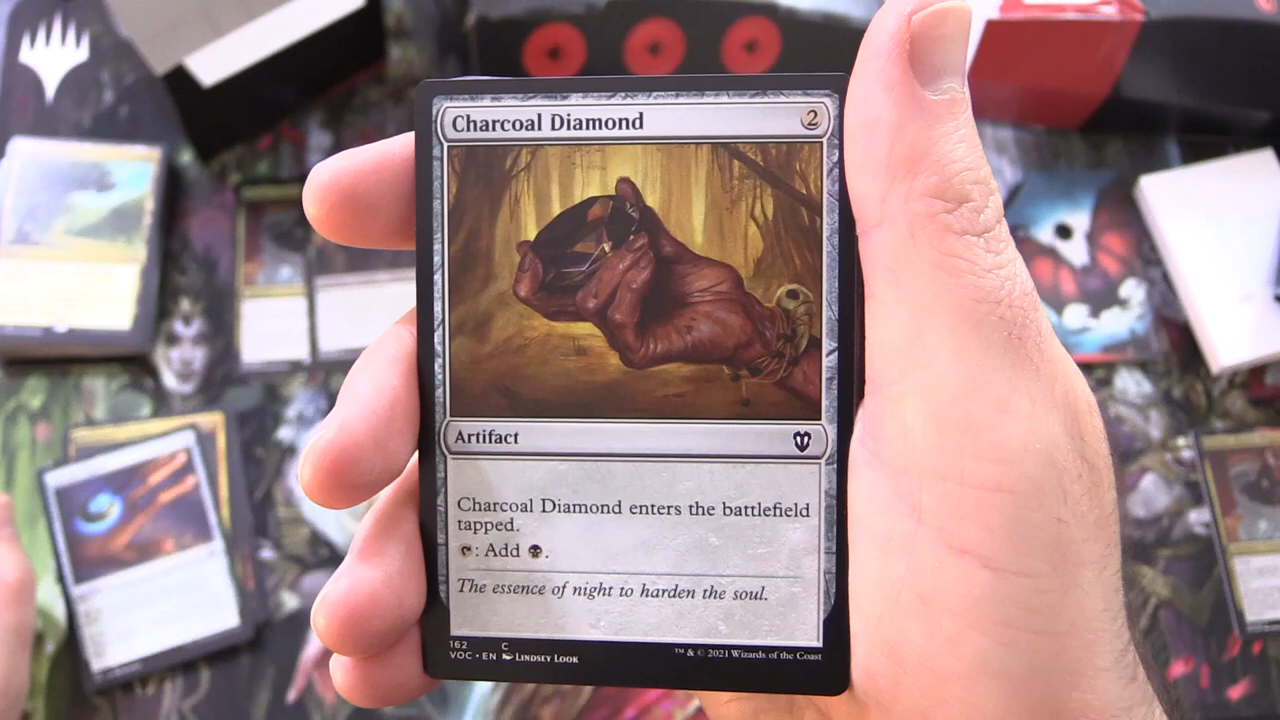 Charcoal Diamond 2
Artifact
Charcoal Diamond enters the battlefield
tapped.
: Add .
The essence of night to harden the soul.
162 C
VOC • EN LINDSEY LOOK
™ & © 2021 Wizards of the Coast